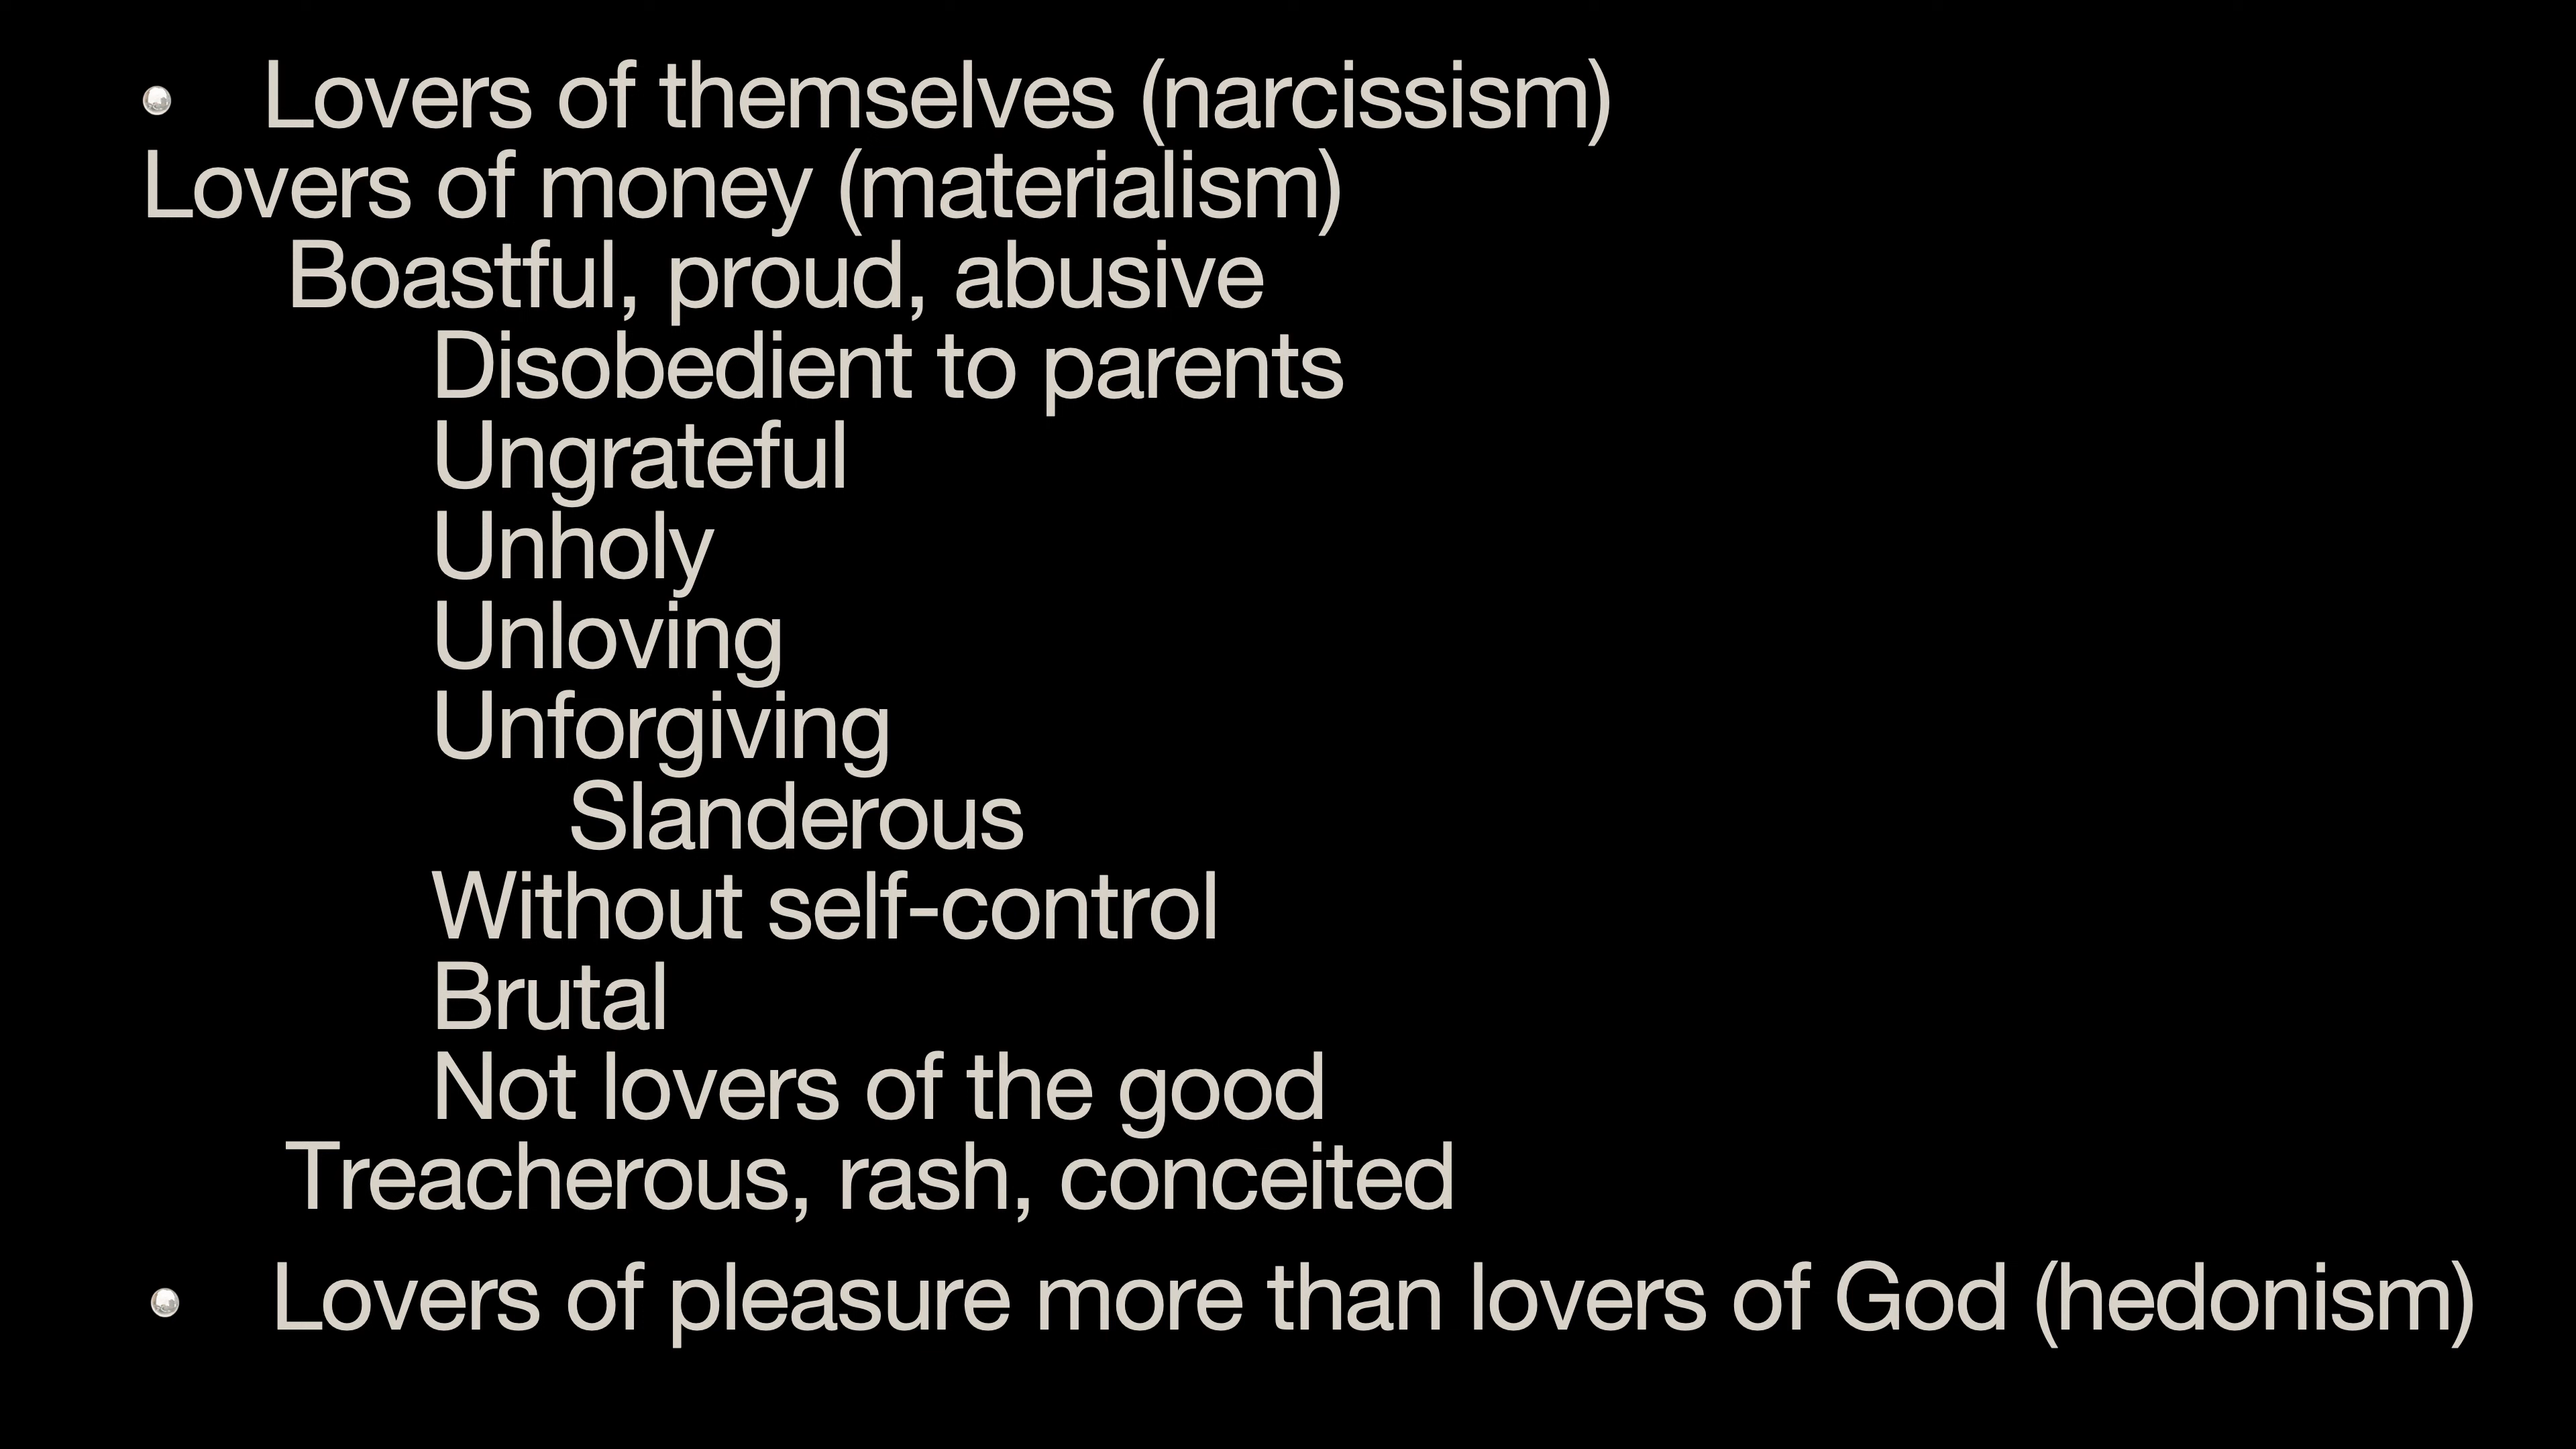 • Lovers of themselves (narcissism)
Lovers of money (materialism)
Boastful, proud, abusive
Disobedient to parents
Ungrateful
Unholy
Unloving
Unforgiving
Slanderous
Without self-control
Brutal
Not lovers of the good
Treacherous, rash, conceited
• Lovers of pleasure more than lovers of God (hedonism)